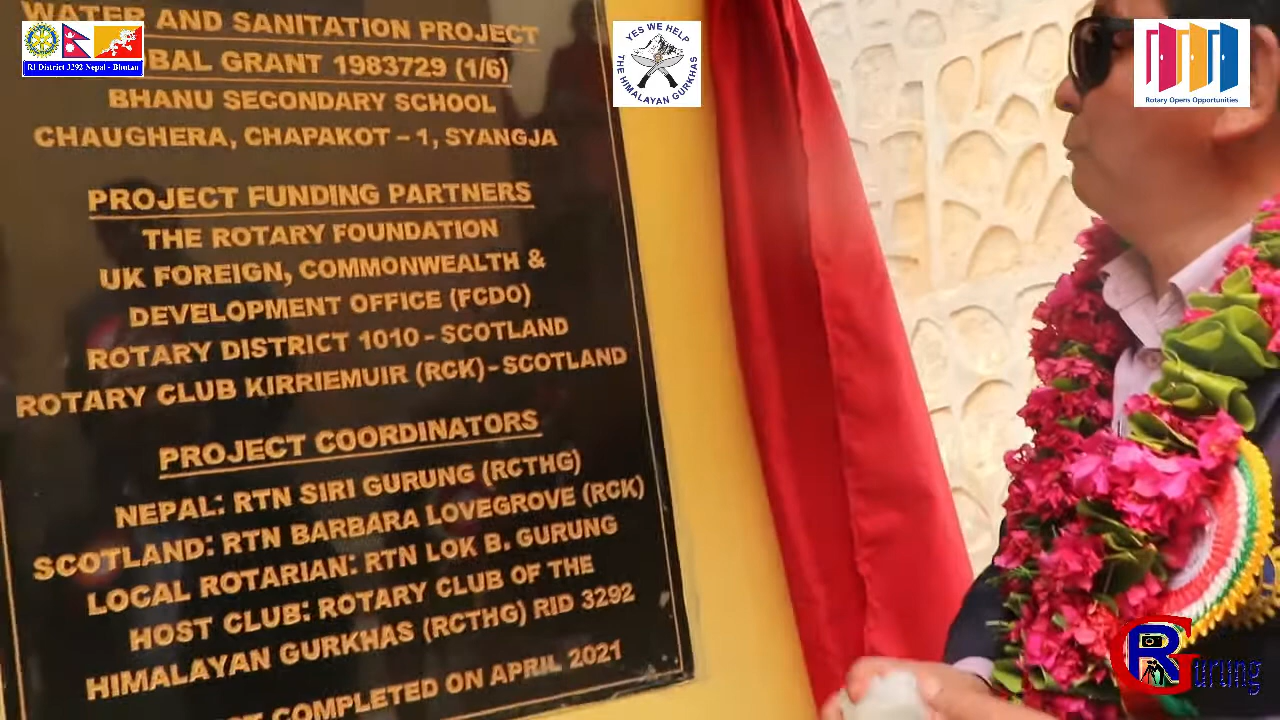 WATER AND SANITATION PROJECT
BAL GRANT 1983729 (1/6)
BHANU SECONDARY SCHOOL
CHAUGHERA, CHAPAKOT – 1, SYANGJA
PROJECT FUNDING PARTNERS
THE ROTARY FOUNDATION
UK FOREIGN, COMMONWEALTH &
DEVELOPMENT OFFICE (FCDO)
ROTARY DISTRICT 1010 - SCOTLAND
ROTARY CLUB KIRRIEMUIR (RCK) - SCOTLAND
PROJECT COORDINATORS
NEPAL: RTN SIRI GURUNG (RCTHG)
SCOTLAND: RTN BARBARA LOVEGROVE (RCK)
LOCAL ROTARIAN: RTN LOK B. GURUNG
HOST CLUB: ROTARY CLUB OF THE
HIMALAYAN GURKHAS (RCTHG) RID 3292
COMPLETED ON APRIL 2021
RI District 3292 Nepal - Bhutan
YES WE HELP
THE HIMALAYAN GURKHAS
Rotary Opens Opportunities
RG Gurung